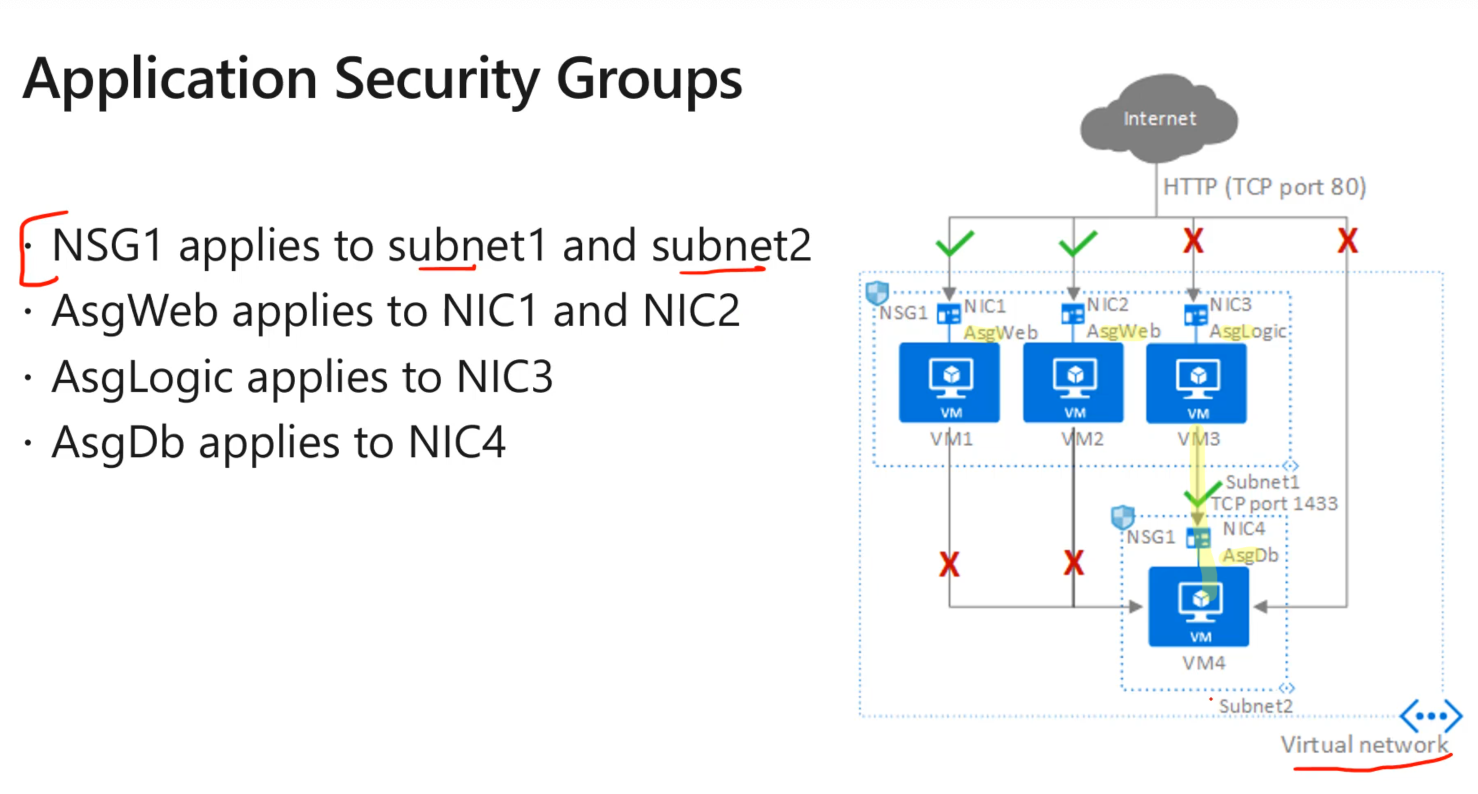 Application Security Groups
· NSG1 applies to subnet1 and subnet2
· AsgWeb applies to NIC1 and NIC2
· AsgLogic applies to NIC3
· AsgDb applies to NIC4
Internet
HTTP (TCP port 80)
X X
NSG1 NIC1 NIC2 NIC3
AsgWeb AsgWeb AsgLogic
VM VM VM
VM1 VM2 VM3
Subnet1
TCP port 1433
NSG1 NIC4
AsgDb
X X
VM
VM4
Subnet2
Virtual network